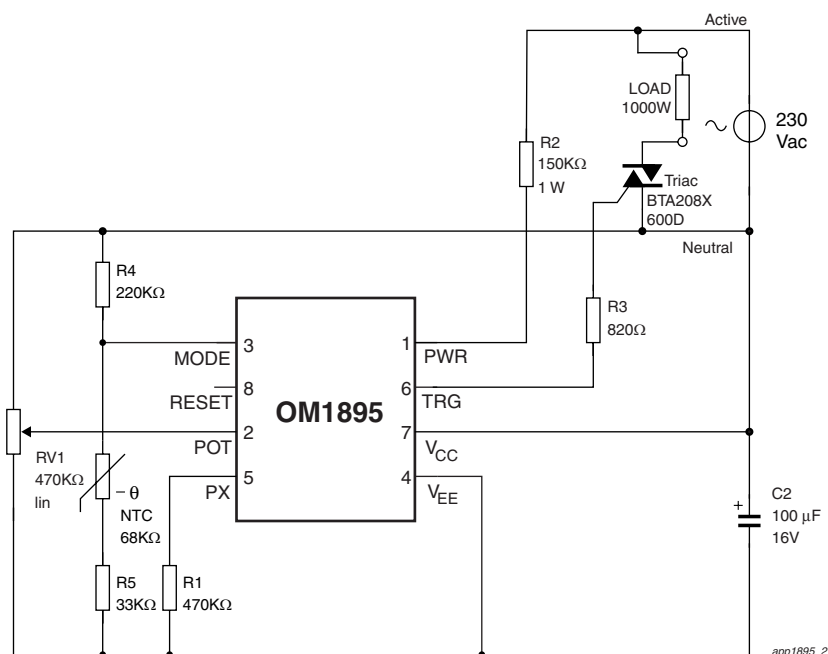 Active
LOAD
1000W
230
Vac
R2
150KΩ
1 W
Triac
BTA208X
600D
Neutral
R4
220KΩ
R3
820Ω
3
MODE
1
PWR
8
RESET
6
TRG
OM1895
2
POT
7
VCC
5
PX
4
VEE
RV1
470KΩ
lin
– θ
NTC
68KΩ
+
C2
100 μF
16V
R5
33KΩ
R1
470KΩ
app1895_2